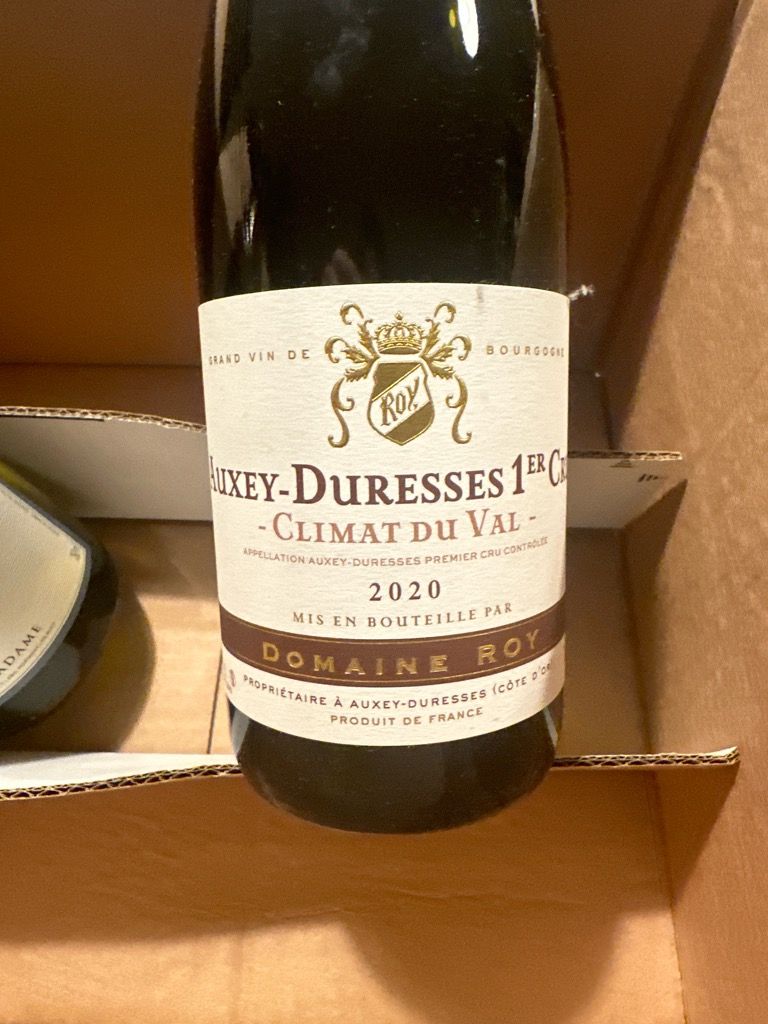 GRAND VIN DE BOURGOGNE
ROY
AUXEY-DURESSES 1ER CR
- CLIMAT DU VAL -
APPELLATION AUXEY-DURESSES PREMIER CRU CONTRÔLÉE
2020
MIS EN BOUTEILLE PAR
DOMAINE ROY
PROPRIÉTAIRE À AUXEY-DURESSES (CÔTE D'OR
PRODUIT DE FRANCE
ADAME